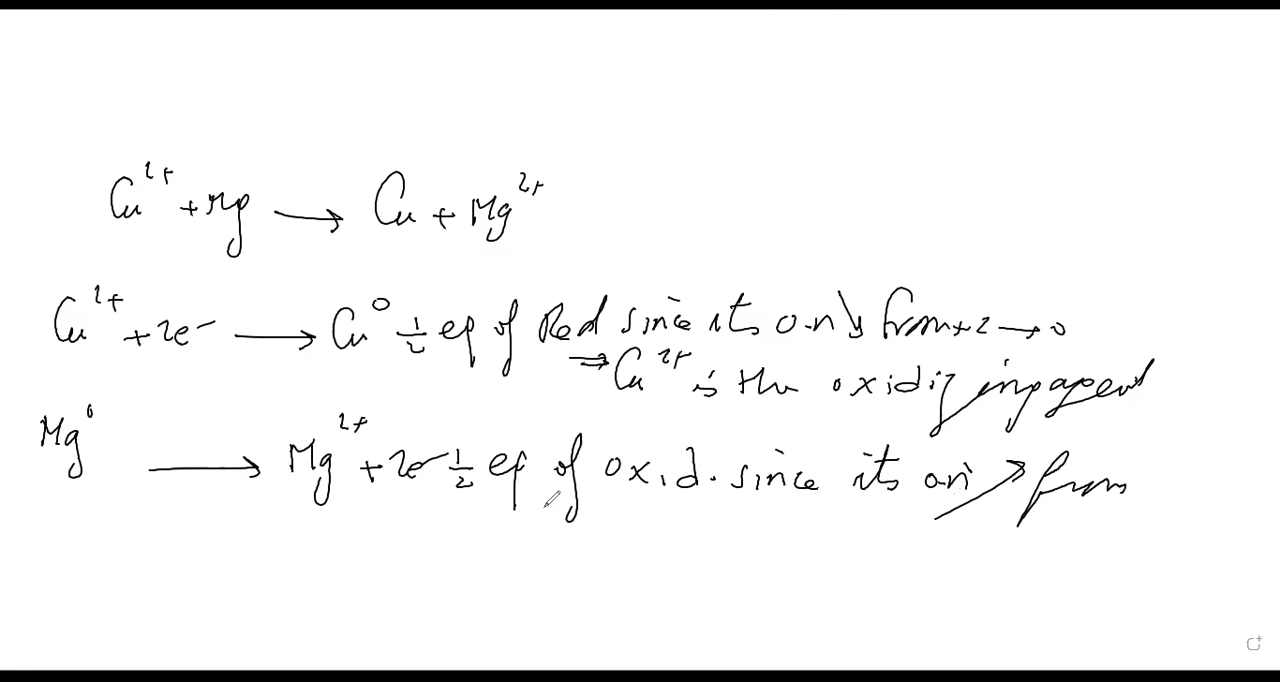 Cu²⁺ + Mg → Cu + Mg²⁺
Cu²⁺ + 2e⁻ → Cu⁰ ½ eq of Red since its o.n ↘ from +2 → 0
⇒ Cu²⁺ is the oxidizing agent
Mg⁰ → Mg²⁺ + 2e⁻ ½ eq of oxid. since its o.n ↗ from